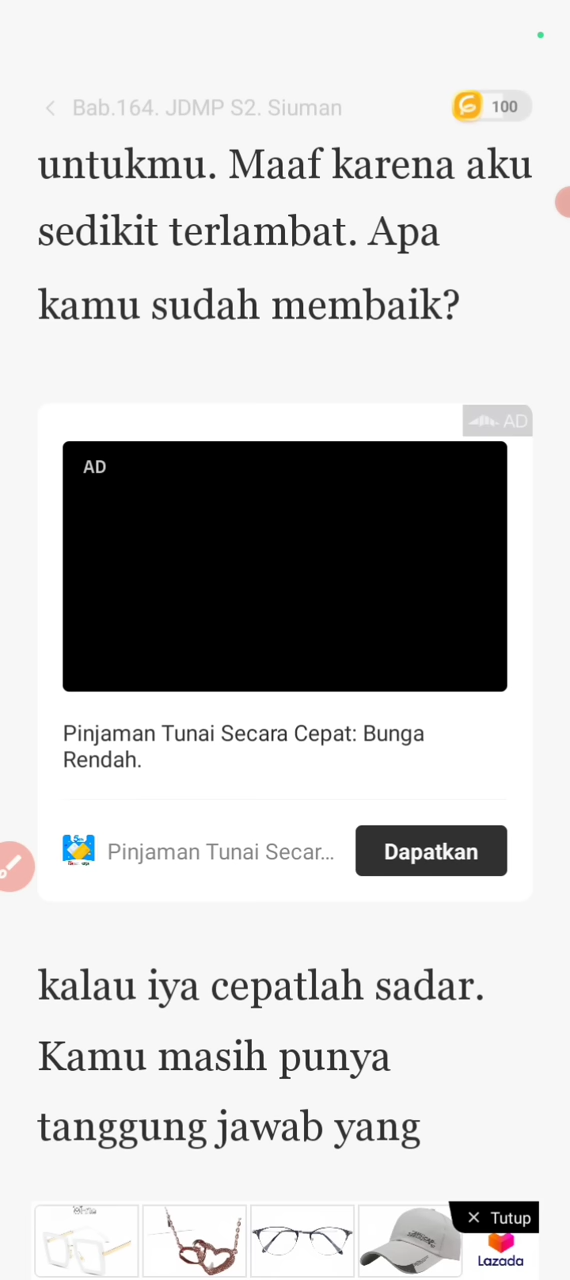 Bab.164. JDMP S2. Siuman
100
untukmu. Maaf karena aku
sedikit terlambat. Apa
kamu sudah membaik?
AD
AD
Pinjaman Tunai Secara Cepat: Bunga
Rendah.
Pinjaman Tunai Secar...
Dapatkan
kalau iya cepatlah sadar.
Kamu masih punya
tanggung jawab yang
Tutup
Lazada